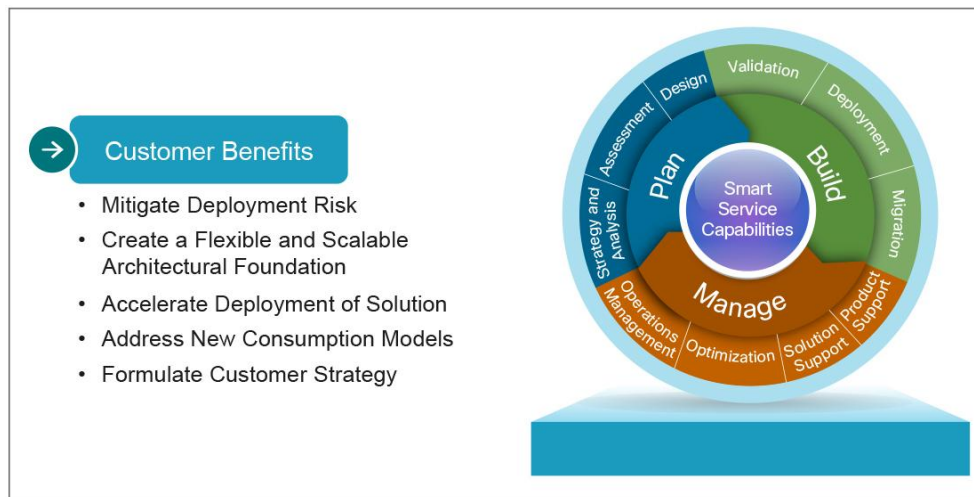 Customer Benefits
• Mitigate Deployment Risk
• Create a Flexible and Scalable
Architectural Foundation
• Accelerate Deployment of Solution
• Address New Consumption Models
• Formulate Customer Strategy
Smart
Service
Capabilities
Plan
Build
Manage
Strategy and
Analysis
Assessment
Design
Validation
Deployment
Migration
Product
Support
Solution
Support
Optimization
Operations
Management